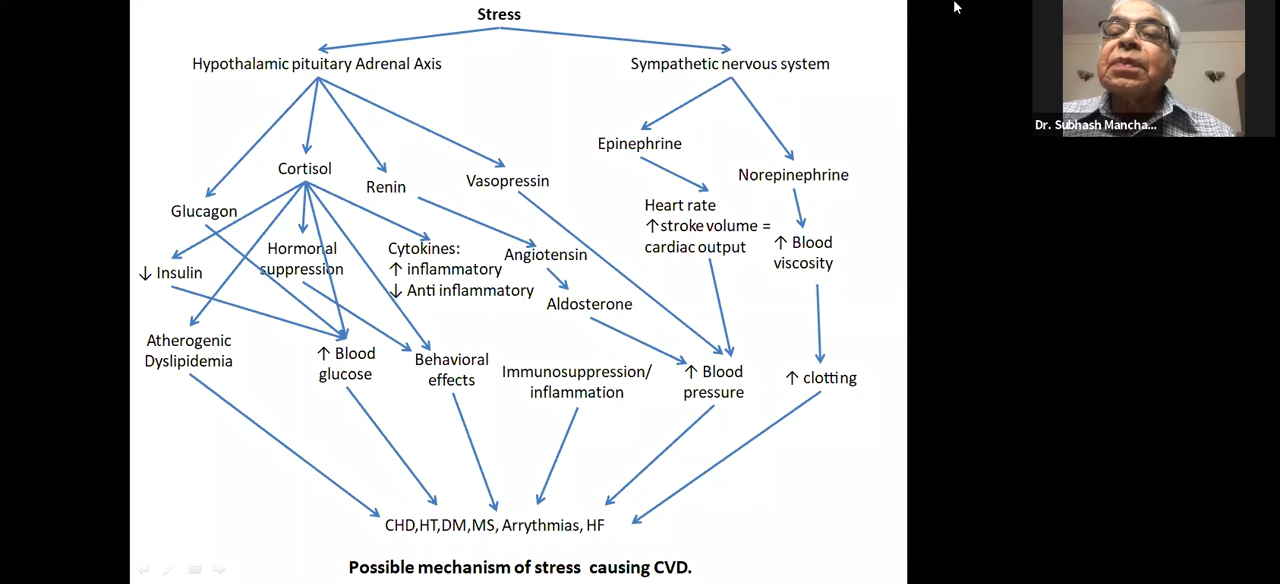 Stress
Hypothalamic pituitary Adrenal Axis
Sympathetic nervous system
Epinephrine
Cortisol
Renin
Vasopressin
Norepinephrine
Glucagon
Heart rate
↑stroke volume =
cardiac output
↑ Blood
viscosity
↓ Insulin
Hormonal
suppression
Cytokines:
↑ inflammatory
↓ Anti inflammatory
Angiotensin
Aldosterone
Atherogenic
Dyslipidemia
↑ Blood
glucose
Behavioral
effects
Immunosuppression/
inflammation
↑ Blood
pressure
↑ clotting
CHD,HT,DM,MS, Arrythmias, HF
Possible mechanism of stress causing CVD.
Dr. Subhash Mancha...